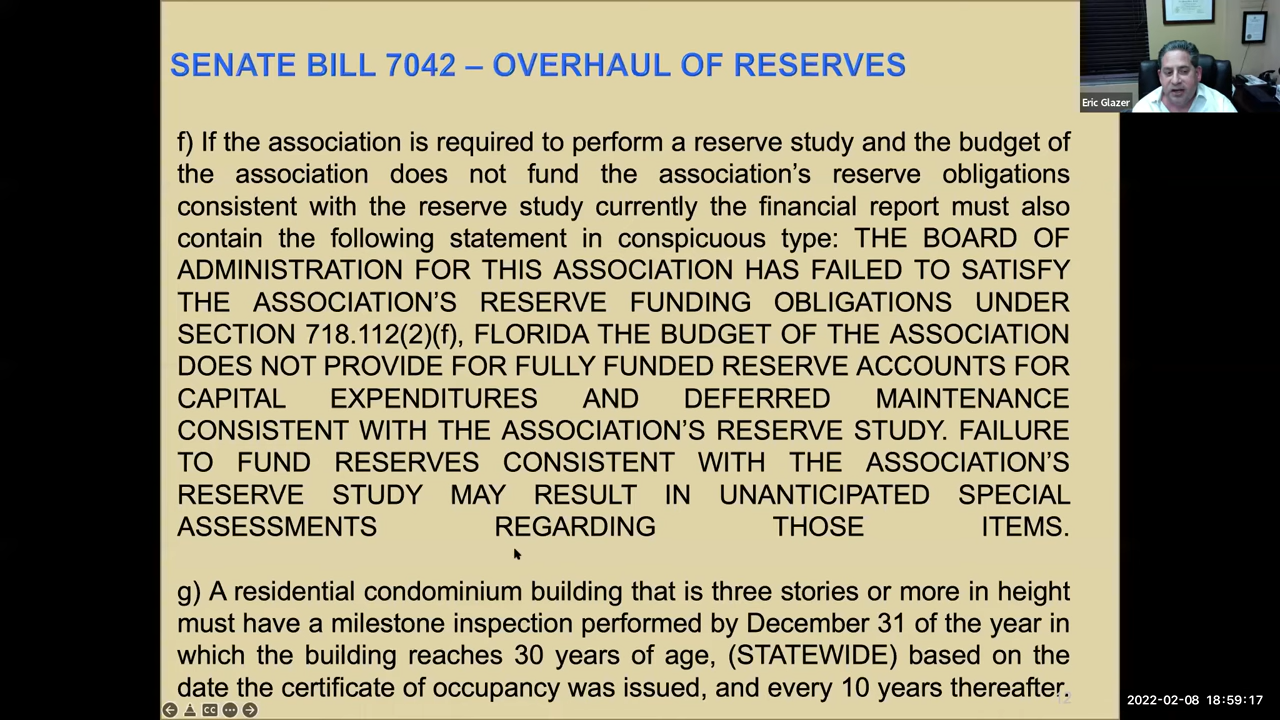 SENATE BILL 7042 – OVERHAUL OF RESERVES
f) If the association is required to perform a reserve study and the budget of
the association does not fund the association's reserve obligations
consistent with the reserve study currently the financial report must also
contain the following statement in conspicuous type: THE BOARD OF
ADMINISTRATION FOR THIS ASSOCIATION HAS FAILED TO SATISFY
THE ASSOCIATION'S RESERVE FUNDING OBLIGATIONS UNDER
SECTION 718.112(2)(f), FLORIDA THE BUDGET OF THE ASSOCIATION
DOES NOT PROVIDE FOR FULLY FUNDED RESERVE ACCOUNTS FOR
CAPITAL EXPENDITURES AND DEFERRED MAINTENANCE
CONSISTENT WITH THE ASSOCIATION'S RESERVE STUDY. FAILURE
TO FUND RESERVES CONSISTENT WITH THE ASSOCIATION'S
RESERVE STUDY MAY RESULT IN UNANTICIPATED SPECIAL
ASSESSMENTS REGARDING THOSE ITEMS.
g) A residential condominium building that is three stories or more in height
must have a milestone inspection performed by December 31 of the year in
which the building reaches 30 years of age, (STATEWIDE) based on the
date the certificate of occupancy was issued, and every 10 years thereafter.
12
CC
Eric Glazer
2022-02-08 18:59:17